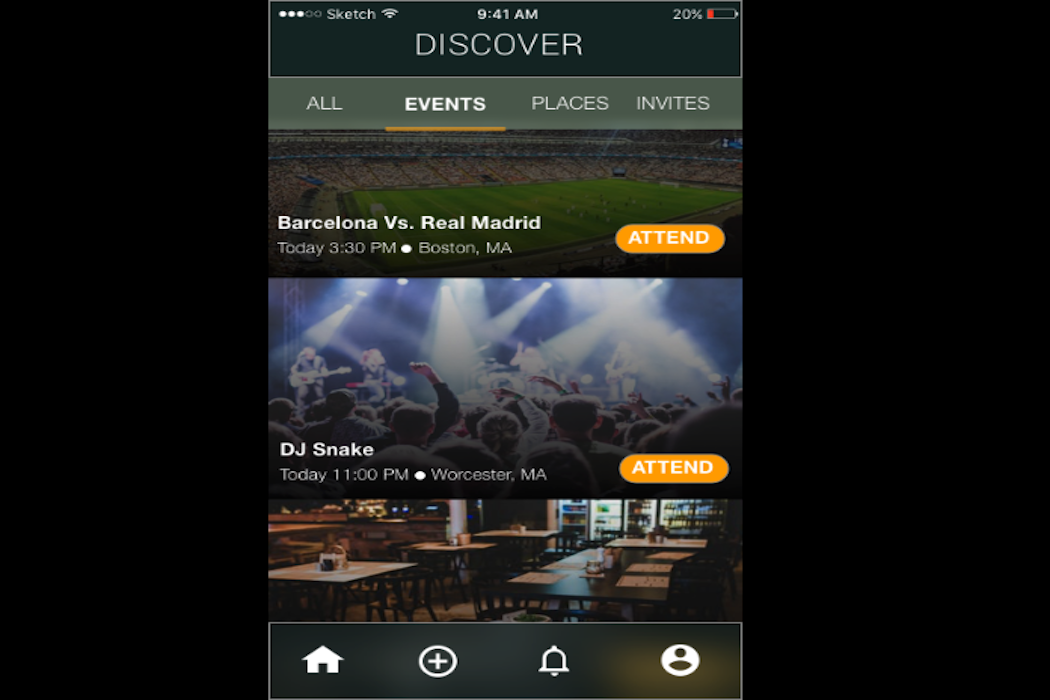 Sketch 9:41 AM 20%
DISCOVER
ALL EVENTS PLACES INVITES
Barcelona Vs. Real Madrid
Today 3:30 PM ● Boston, MA
ATTEND
DJ Snake
Today 11:00 PM ● Worcester, MA
ATTEND